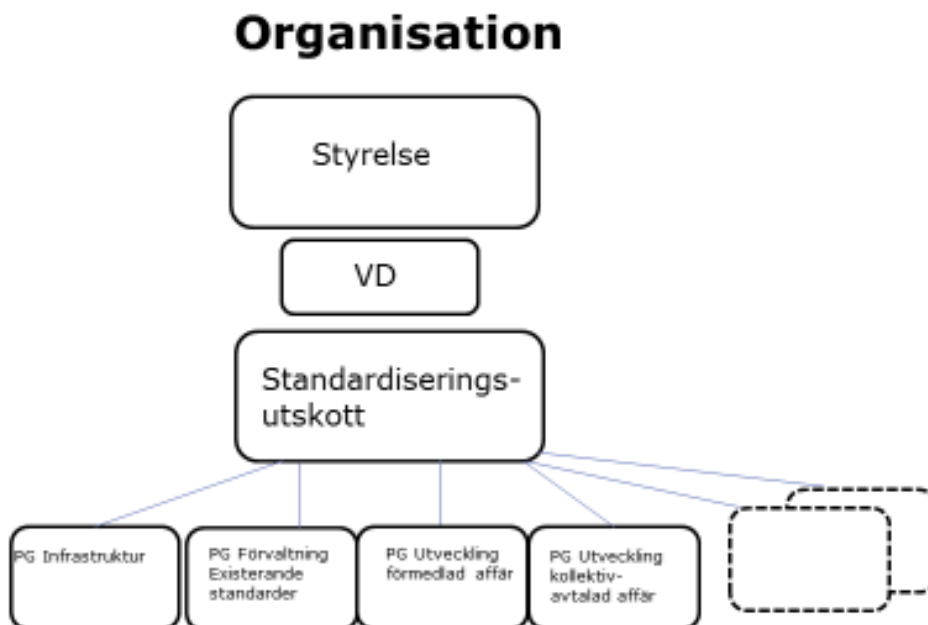 Organisation
Styrelse
VD
Standardiserings-
utskott
PG Infrastruktur
PG Förvaltning
Existerande
standarder
PG Utveckling
förmedlad affär
PG Utveckling
kollektiv-
avtalad affär